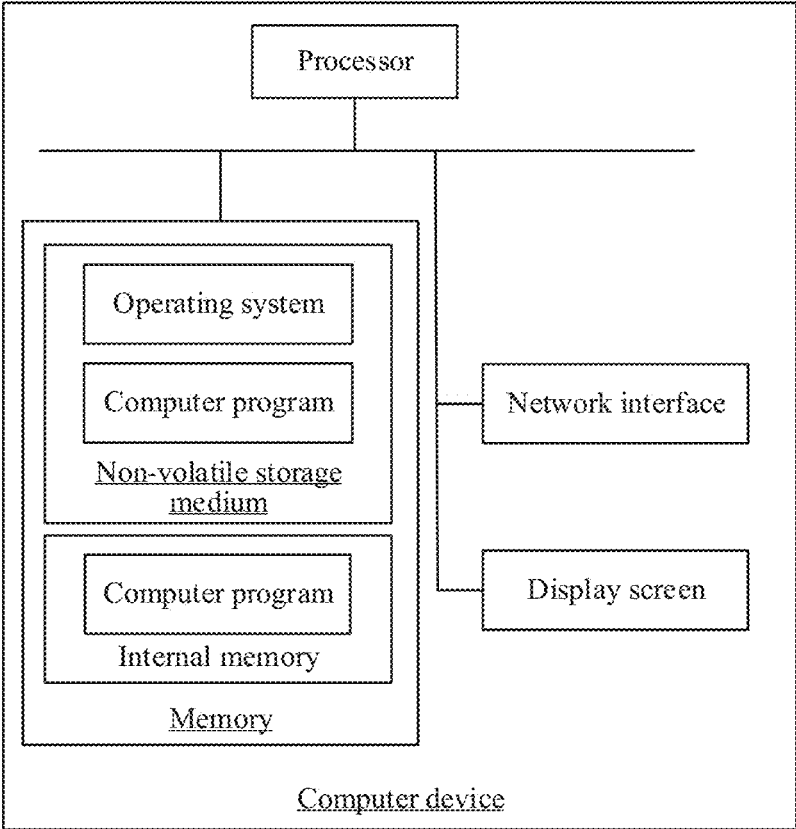 Processor
Operating system
Computer program
Non-volatile storage
medium
Computer program
Internal memory
Memory
Network interface
Display screen
Computer device